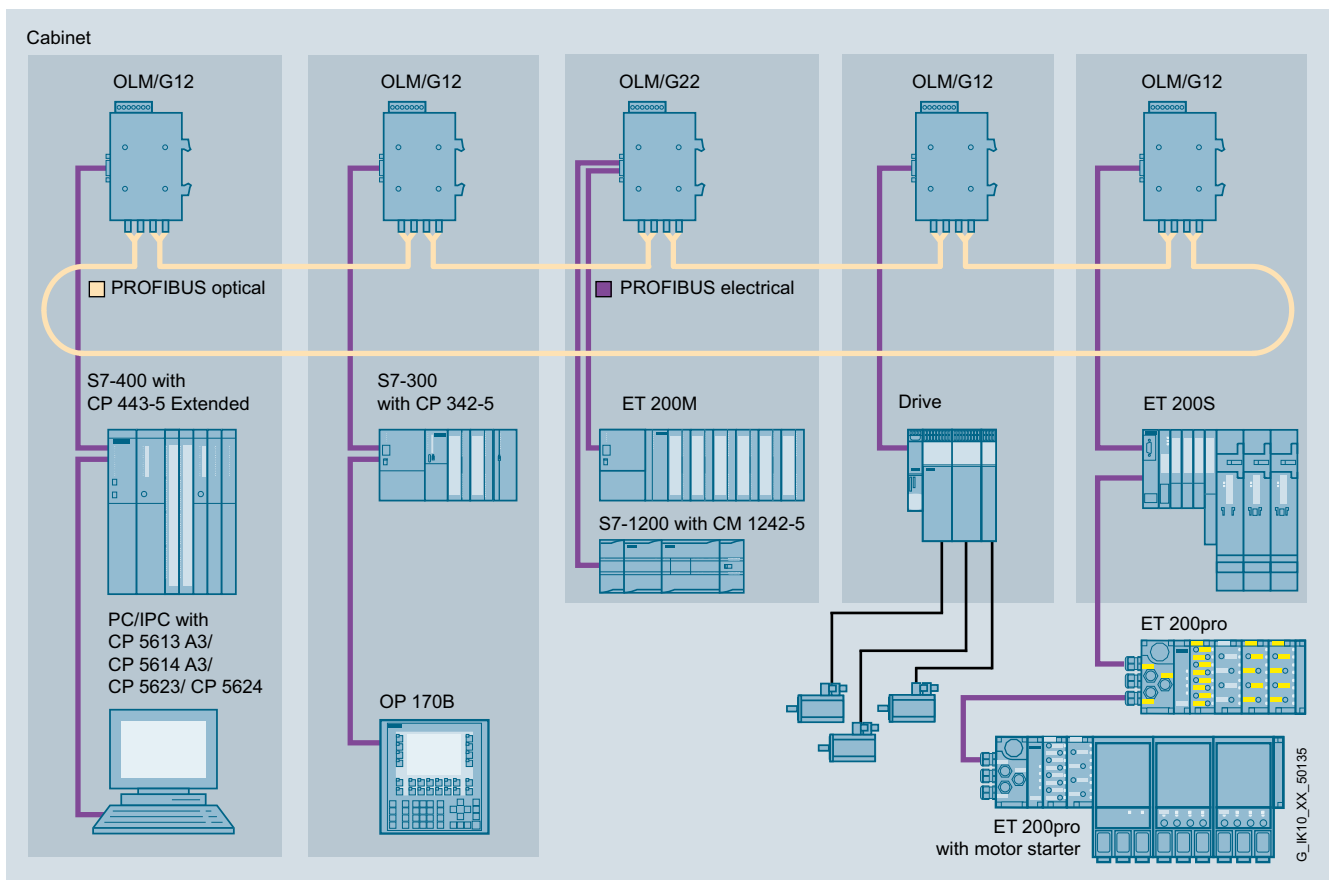 Cabinet
OLM/G12
OLM/G12
OLM/G22
OLM/G12
OLM/G12
PROFIBUS optical
PROFIBUS electrical
S7-400 with
CP 443-5 Extended
S7-300
with CP 342-5
ET 200M
Drive
ET 200S
S7-1200 with CM 1242-5
PC/IPC with
CP 5613 A3/
CP 5614 A3/
CP 5623/ CP 5624
OP 170B
ET 200pro
ET 200pro
with motor starter
G_IK10_XX_50135